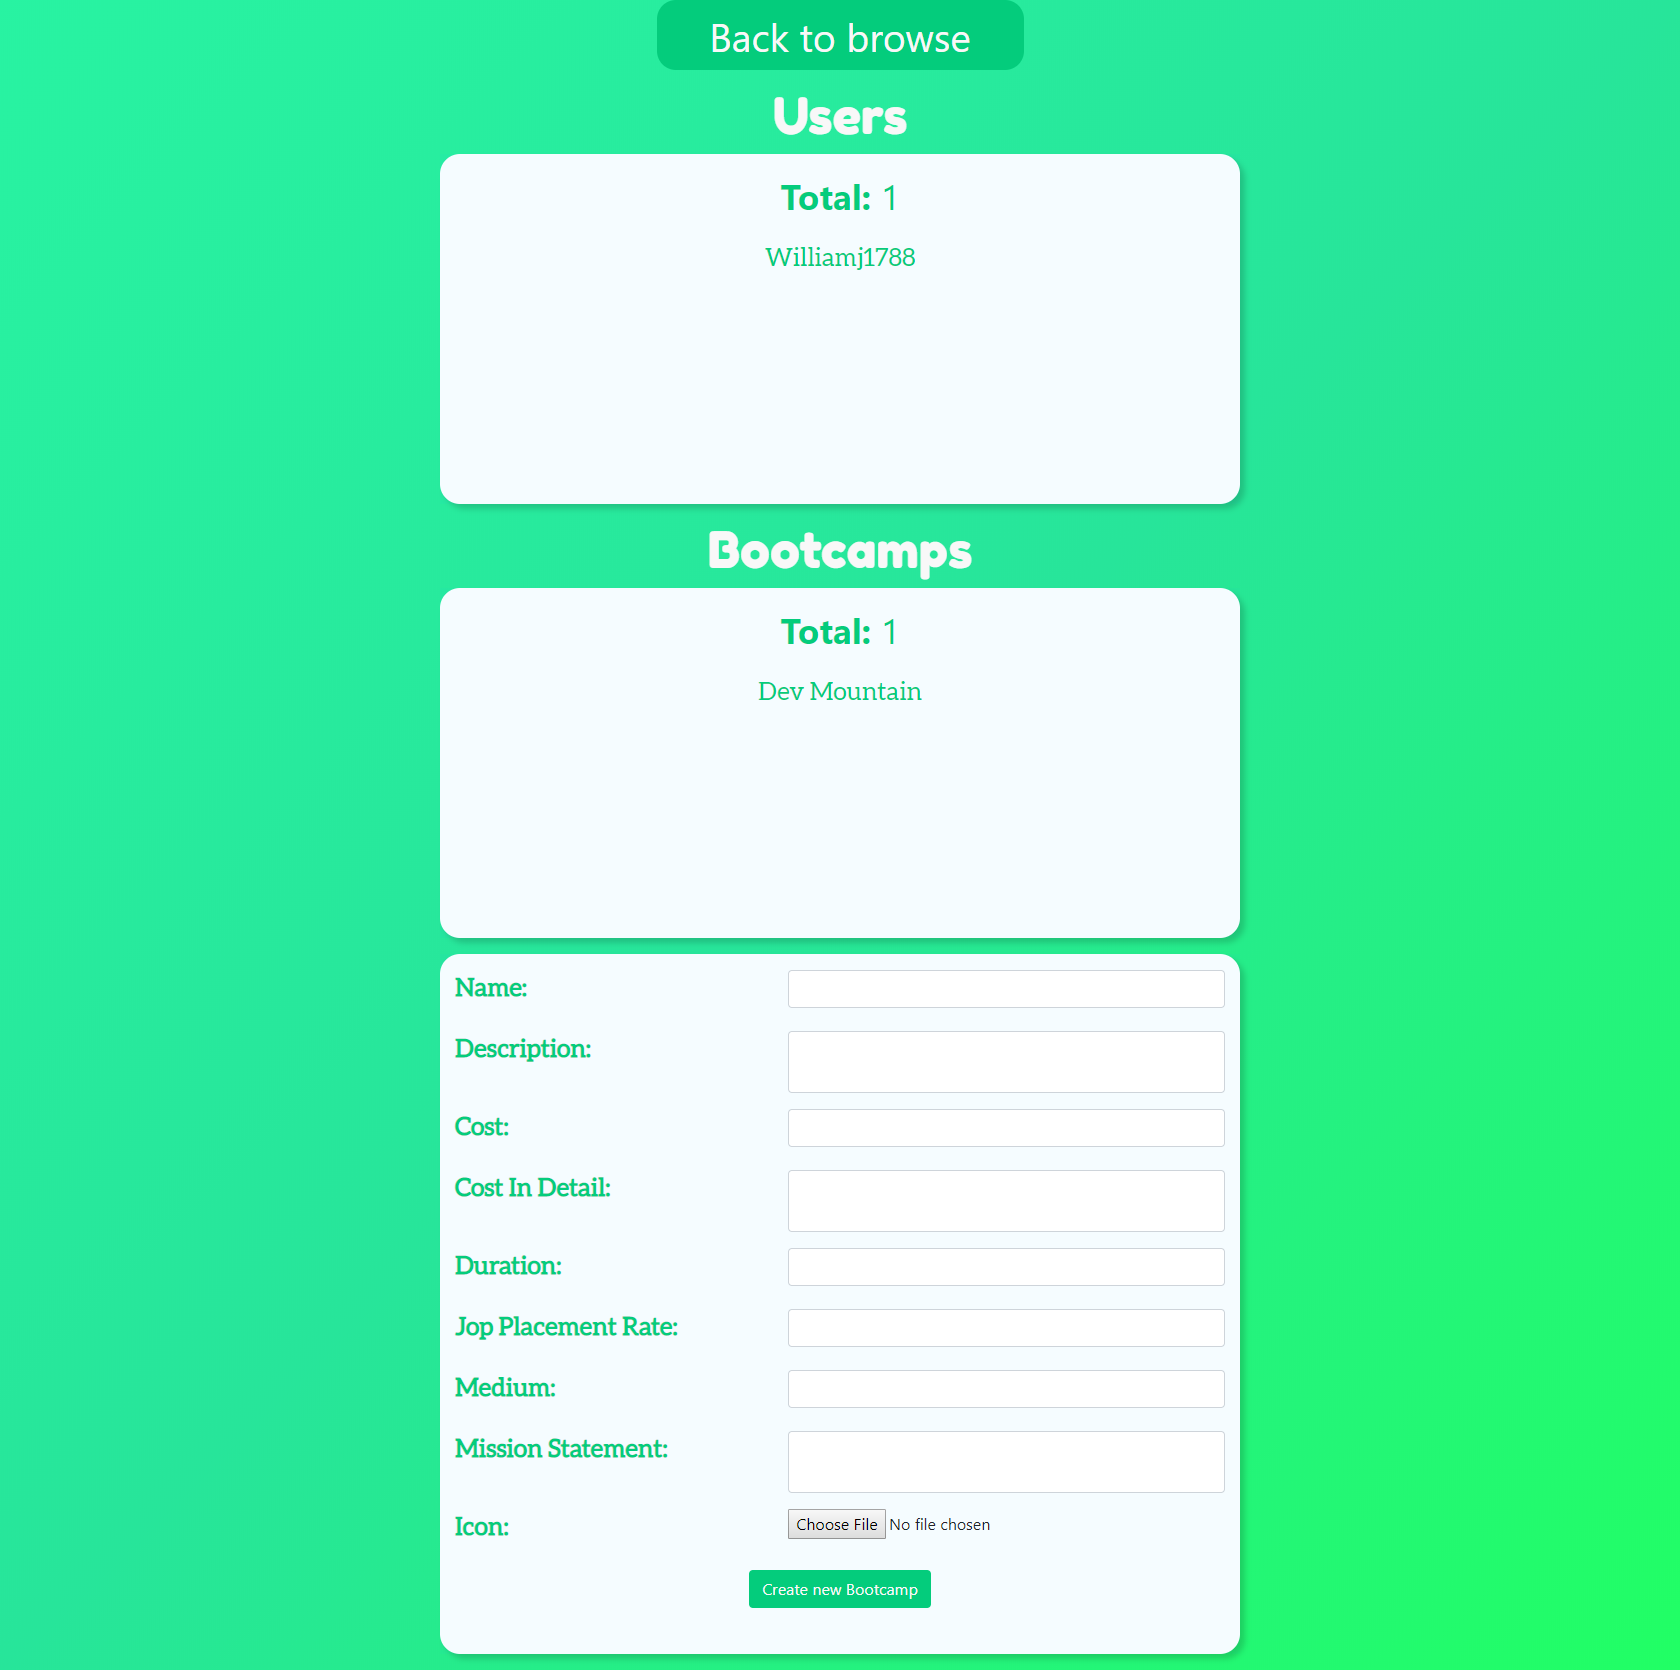 Back to browse
Users
Total: 1
Williamj1788
Bootcamps
Total: 1
Dev Mountain
Name:
Description:
Cost:
Cost In Detail:
Duration:
Jop Placement Rate:
Medium:
Mission Statement:
Icon: Choose File No file chosen
Create new Bootcamp